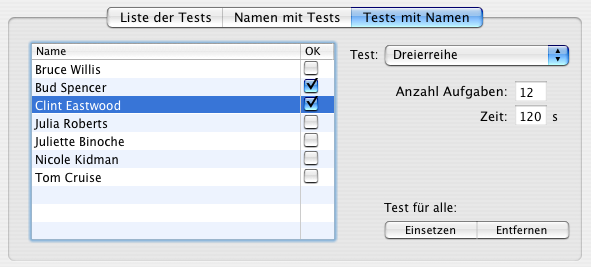 Liste der Tests Namen mit Tests Tests mit Namen
Name OK
Bruce Willis
Bud Spencer
Clint Eastwood
Julia Roberts
Juliette Binoche
Nicole Kidman
Tom Cruise
Test: Dreierreihe
Anzahl Aufgaben: 12
Zeit: 120 s
Test für alle:
Einsetzen Entfernen